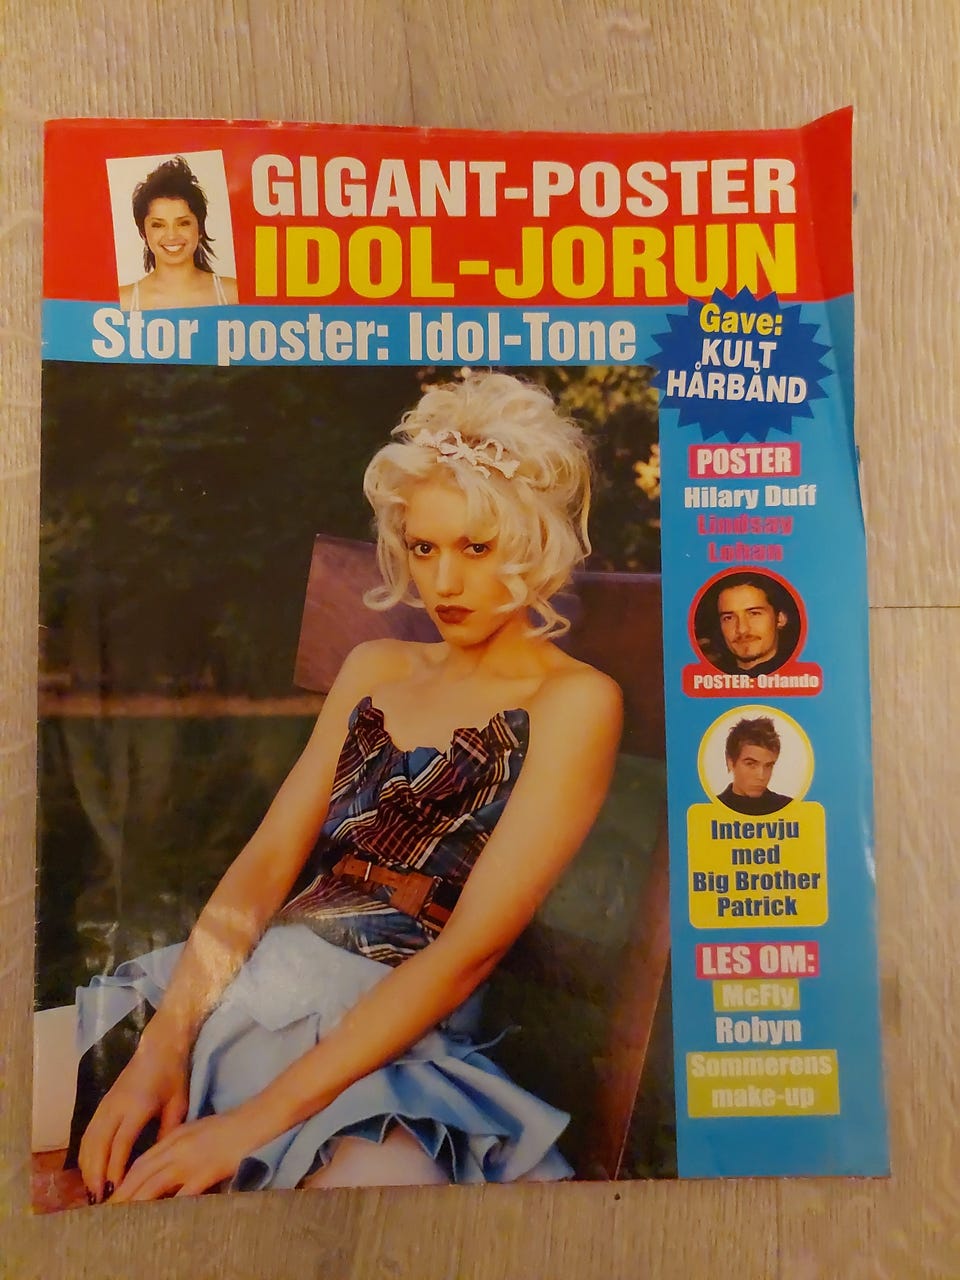 GIGANT-POSTER
IDOL-JORUN
Stor poster: Idol-Tone
Gave:
KULT
HÅRBÅND
POSTER
Hilary Duff
Lindsay
Lohan
POSTER: Orlando
Intervju
med
Big Brother
Patrick
LES OM:
McFly
Robyn
Sommerens
make-up